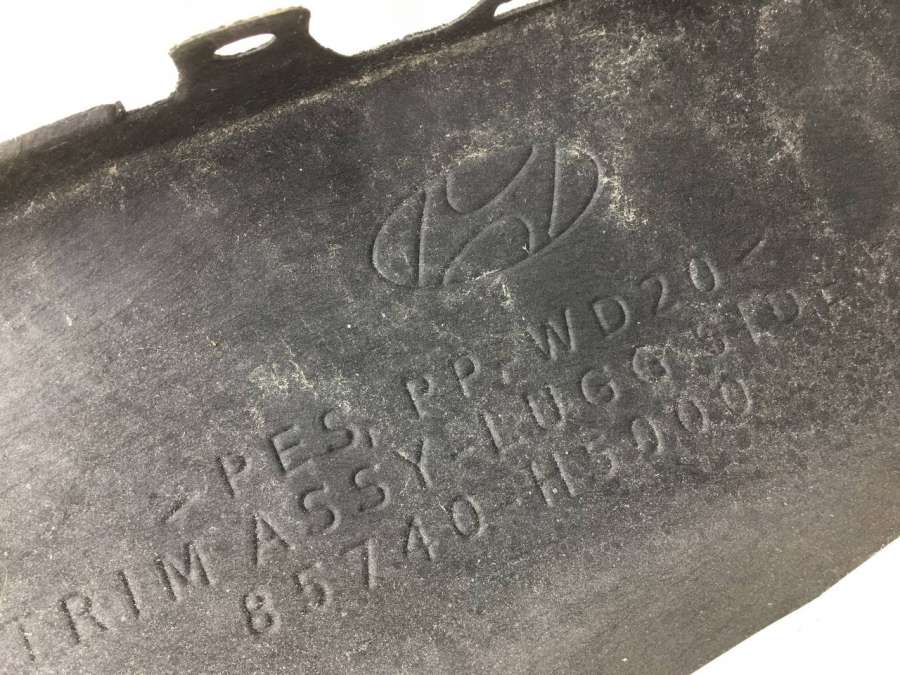 >PES, PP-WD20<
TRIM ASSY-LUGG SIDE
85740-H5000